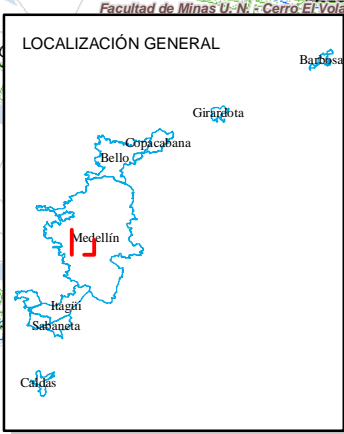 Facultad de Minas U. N. - Cerro El Vola
LOCALIZACIÓN GENERAL
Barbosa
Girardota
Copacabana
Bello
Medellín
Itagüí
Sabaneta
Caldas